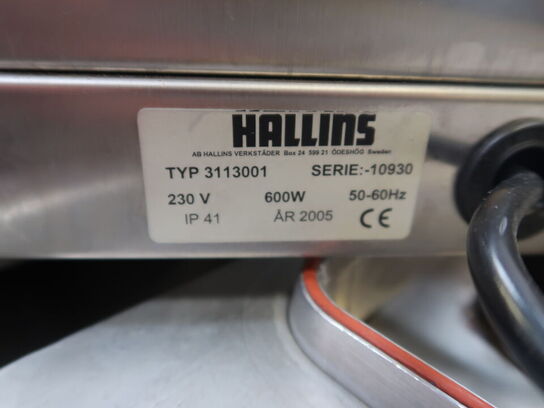 HALLINS
AB HALLINS VERKSTÄDER Box 24 599 21 ÖDESHÖG Sweden
TYP 3113001 SERIE:-10930
230 V 600W 50-60Hz
IP 41 ÅR 2005 CE